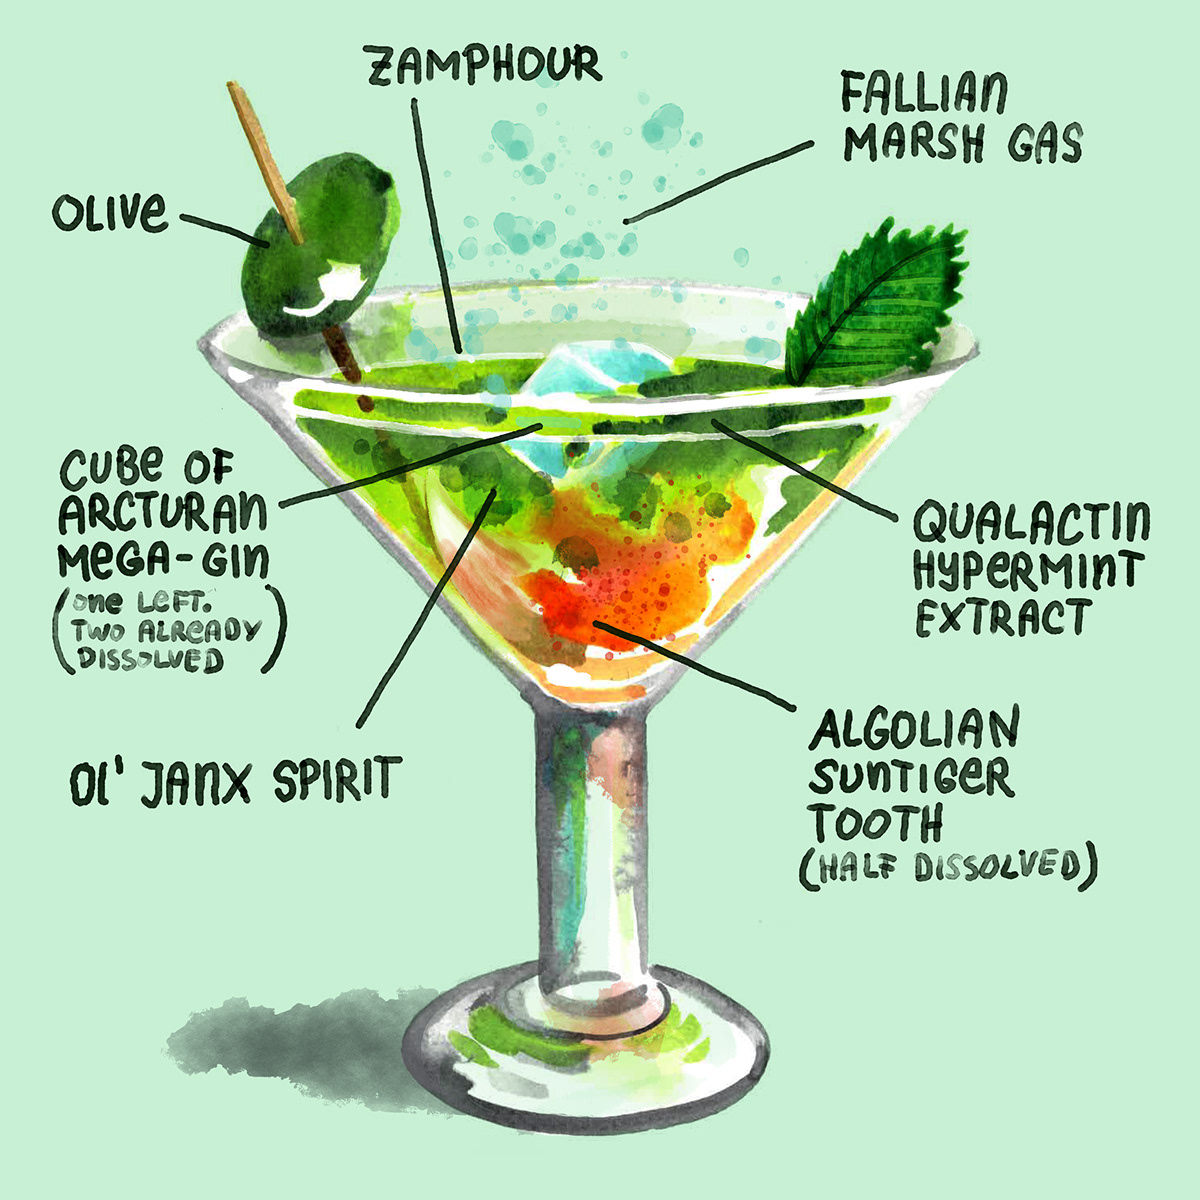 ZAMPHOUR
FALLIAN
MARSH GAS
OLIVE
CUBE OF
ARCTURAN
MEGA-GIN
(ONE LEFT.
TWO ALREADY
DISSOLVED)
QUALACTIN
HYPERMINT
EXTRACT
OL' JANX SPIRIT
ALGOLIAN
SUNTIGER
TOOTH
(HALF DISSOLVED)